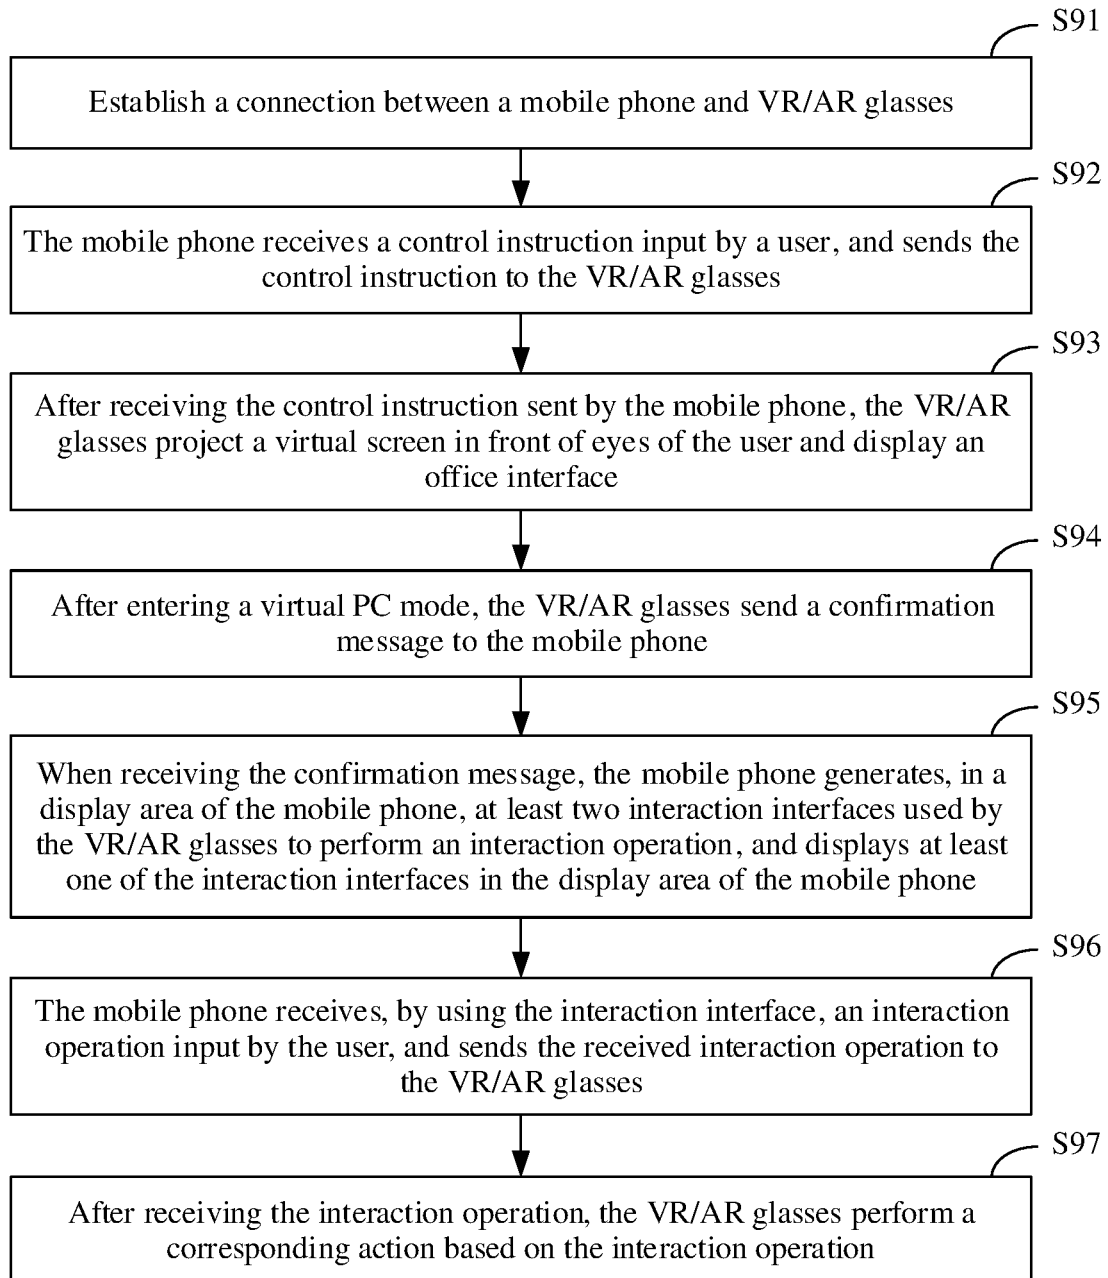 S91
Establish a connection between a mobile phone and VR/AR glasses
S92
The mobile phone receives a control instruction input by a user, and sends the
control instruction to the VR/AR glasses
S93
After receiving the control instruction sent by the mobile phone, the VR/AR
glasses project a virtual screen in front of eyes of the user and display an
office interface
S94
After entering a virtual PC mode, the VR/AR glasses send a confirmation
message to the mobile phone
S95
When receiving the confirmation message, the mobile phone generates, in a
display area of the mobile phone, at least two interaction interfaces used by
the VR/AR glasses to perform an interaction operation, and displays at least
one of the interaction interfaces in the display area of the mobile phone
S96
The mobile phone receives, by using the interaction interface, an interaction
operation input by the user, and sends the received interaction operation to
the VR/AR glasses
S97
After receiving the interaction operation, the VR/AR glasses perform a
corresponding action based on the interaction operation